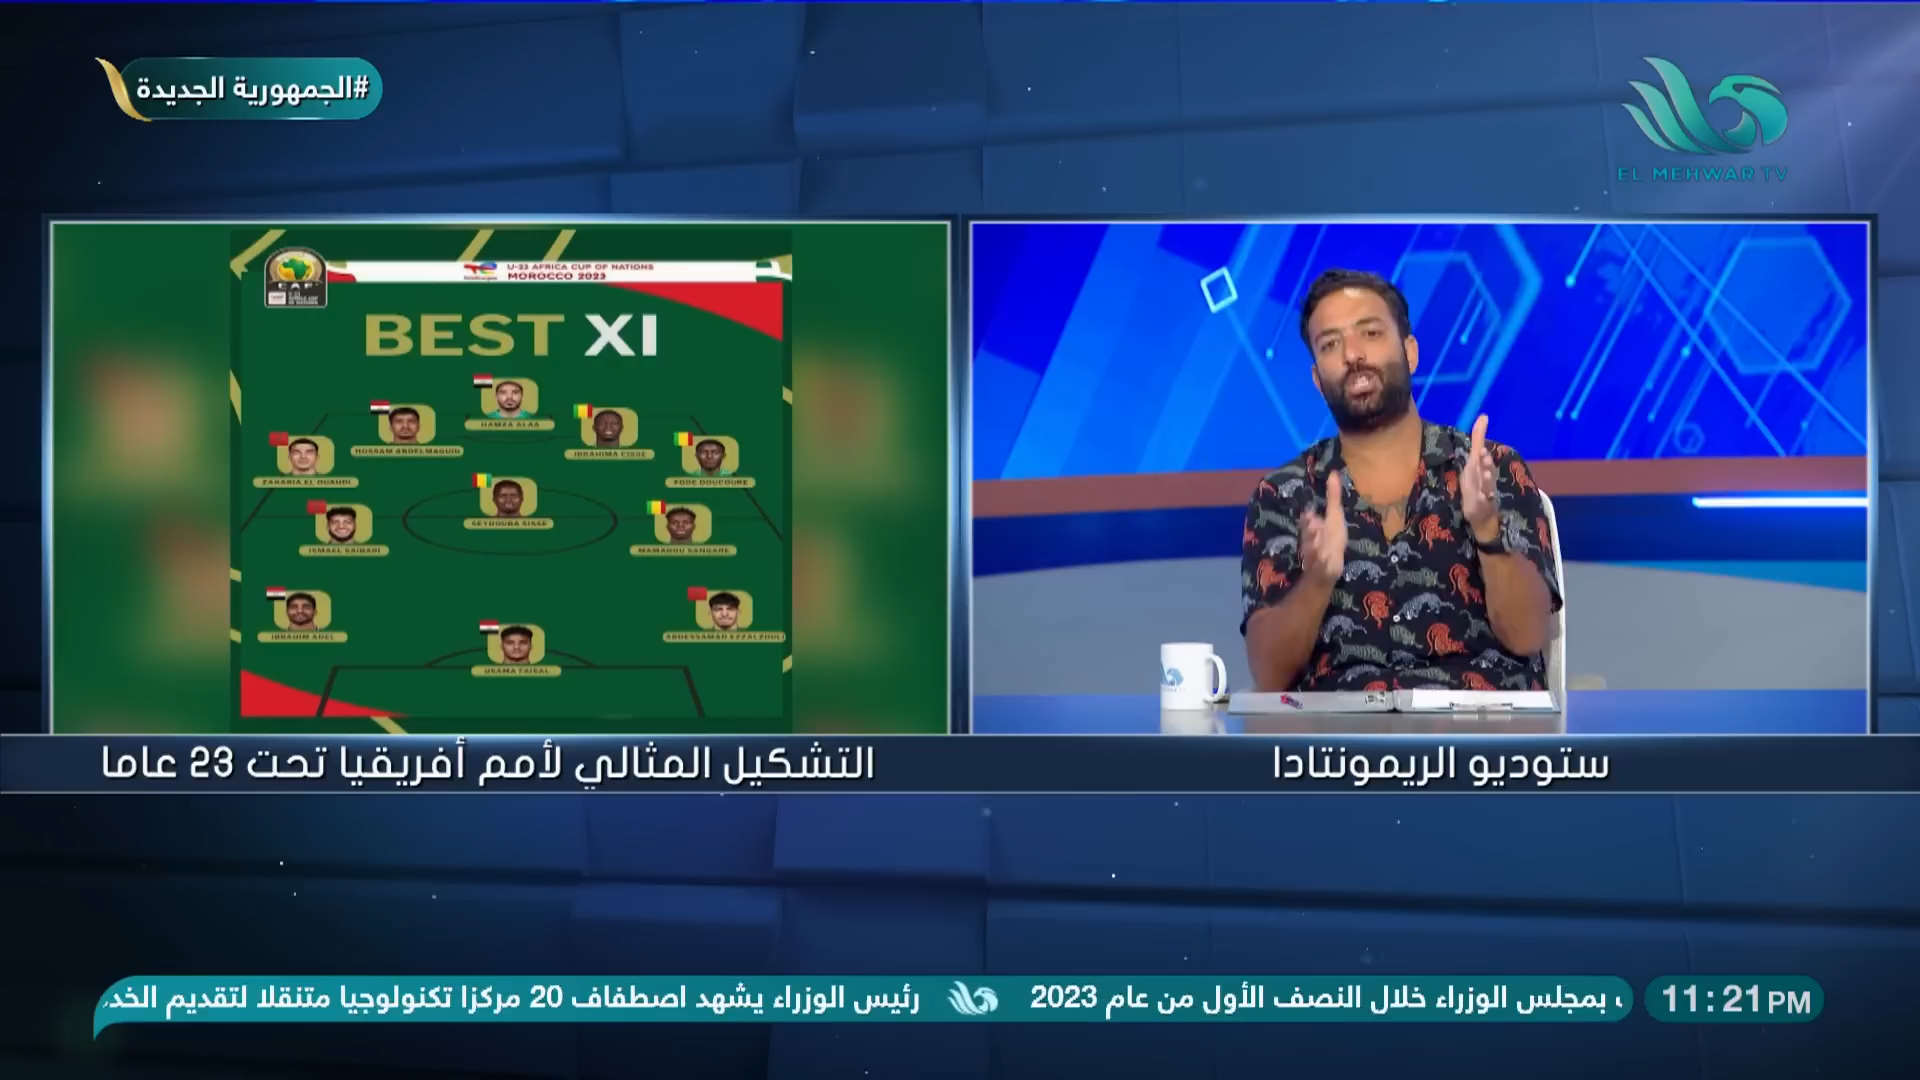 #الجمهورية الجديدة
EL MEHWAR TV
CAF
U-23 AFRICA CUP OF NATIONS
MOROCCO 2023
BEST XI
HAMZA ALAA
HOSSAM ABDELMAGUID
IBRAHIMA CISSE
ZAKARIA EL OUAHDI
FODE DOUCOURE
SEYDOUBA SISSE
ISMAEL SAIBARI
MAMADOU SANGARE
IBRAHIM ADEL
ABDESSAMAD EZZALZOULI
USAMA FAISAL
ستوديو الريمونتادا
التشكيل المثالي لأمم أفريقيا تحت 23 عاما
بمجلس الوزراء خلال النصف الأول من عام 2023
رئيس الوزراء يشهد اصطفاف 20 مركزا تكنولوجيا متنقلا لتقديم الخد
11:21 PM